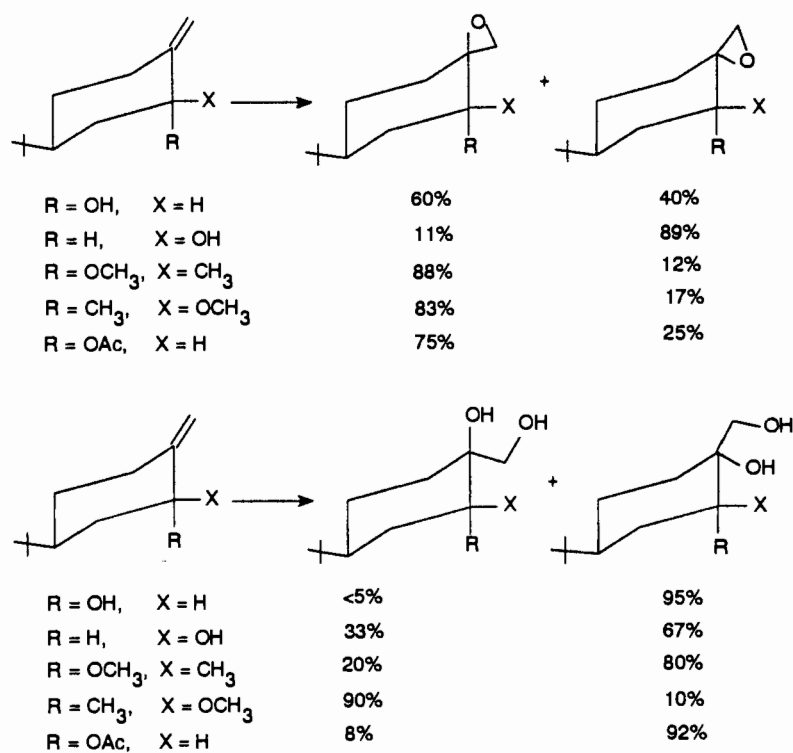 O
O
X
X
X
R
R
R
+
R = OH, X = H 60% 40%
R = H, X = OH 11% 89%
R = OCH3, X = CH3 88% 12%
R = CH3, X = OCH3 83% 17%
R = OAc, X = H 75% 25%
OH
OH
OH
OH
X
X
X
R
R
R
+
R = OH, X = H <5% 95%
R = H, X = OH 33% 67%
R = OCH3, X = CH3 20% 80%
R = CH3, X = OCH3 90% 10%
R = OAc, X = H 8% 92%